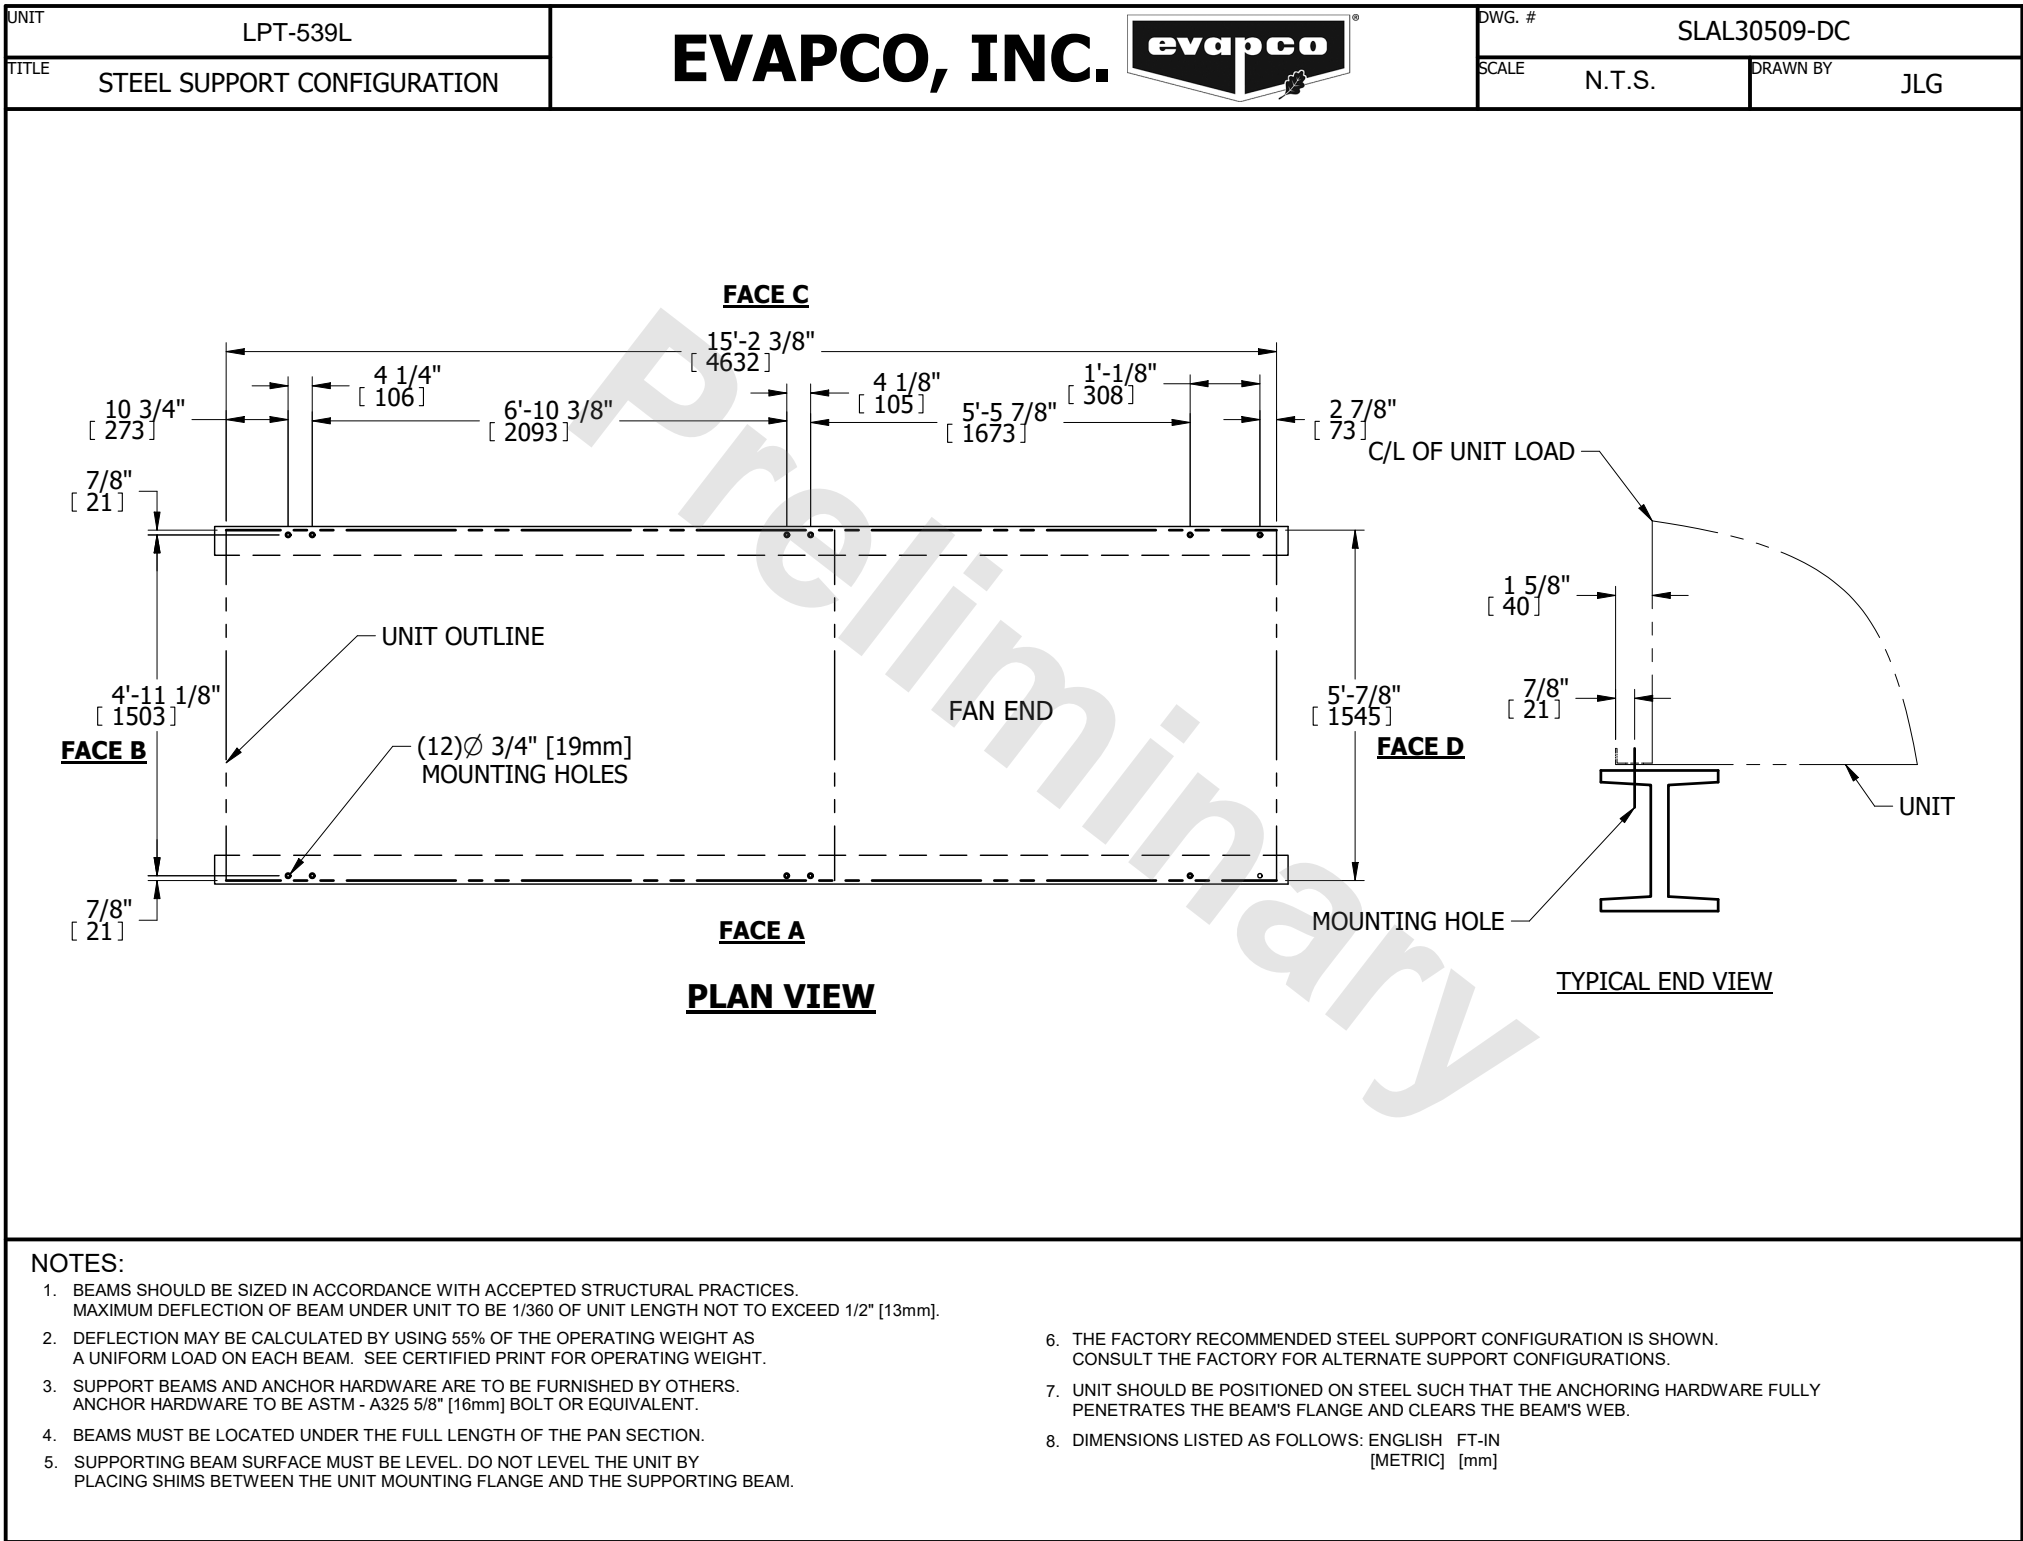 UNIT
LPT-539L
TITLE
STEEL SUPPORT CONFIGURATION
EVAPCO, INC.
evapco
®
DWG. #
SLAL30509-DC
SCALE
N.T.S.
DRAWN BY
JLG
FACE C
15'-2 3/8"
[ 4632 ]
4 1/4"
[ 106 ]
4 1/8"
[ 105 ]
1'-1/8"
[ 308 ]
10 3/4"
[ 273 ]
6'-10 3/8"
[ 2093 ]
5'-5 7/8"
[ 1673 ]
2 7/8"
[ 73 ]
C/L OF UNIT LOAD
7/8"
[ 21 ]
1 5/8"
[ 40 ]
UNIT OUTLINE
4'-11 1/8"
[ 1503 ]
FAN END
5'-7/8"
[ 1545 ]
7/8"
[ 21 ]
FACE B
(12)Ø 3/4" [19mm]
MOUNTING HOLES
FACE D
UNIT
7/8"
[ 21 ]
FACE A
MOUNTING HOLE
PLAN VIEW
TYPICAL END VIEW
Preliminary
NOTES:
1. BEAMS SHOULD BE SIZED IN ACCORDANCE WITH ACCEPTED STRUCTURAL PRACTICES.
MAXIMUM DEFLECTION OF BEAM UNDER UNIT TO BE 1/360 OF UNIT LENGTH NOT TO EXCEED 1/2" [13mm].
2. DEFLECTION MAY BE CALCULATED BY USING 55% OF THE OPERATING WEIGHT AS
A UNIFORM LOAD ON EACH BEAM. SEE CERTIFIED PRINT FOR OPERATING WEIGHT.
3. SUPPORT BEAMS AND ANCHOR HARDWARE ARE TO BE FURNISHED BY OTHERS.
ANCHOR HARDWARE TO BE ASTM - A325 5/8" [16mm] BOLT OR EQUIVALENT.
4. BEAMS MUST BE LOCATED UNDER THE FULL LENGTH OF THE PAN SECTION.
5. SUPPORTING BEAM SURFACE MUST BE LEVEL. DO NOT LEVEL THE UNIT BY
PLACING SHIMS BETWEEN THE UNIT MOUNTING FLANGE AND THE SUPPORTING BEAM.
6. THE FACTORY RECOMMENDED STEEL SUPPORT CONFIGURATION IS SHOWN.
CONSULT THE FACTORY FOR ALTERNATE SUPPORT CONFIGURATIONS.
7. UNIT SHOULD BE POSITIONED ON STEEL SUCH THAT THE ANCHORING HARDWARE FULLY
PENETRATES THE BEAM'S FLANGE AND CLEARS THE BEAM'S WEB.
8. DIMENSIONS LISTED AS FOLLOWS: ENGLISH FT-IN
[METRIC] [mm]